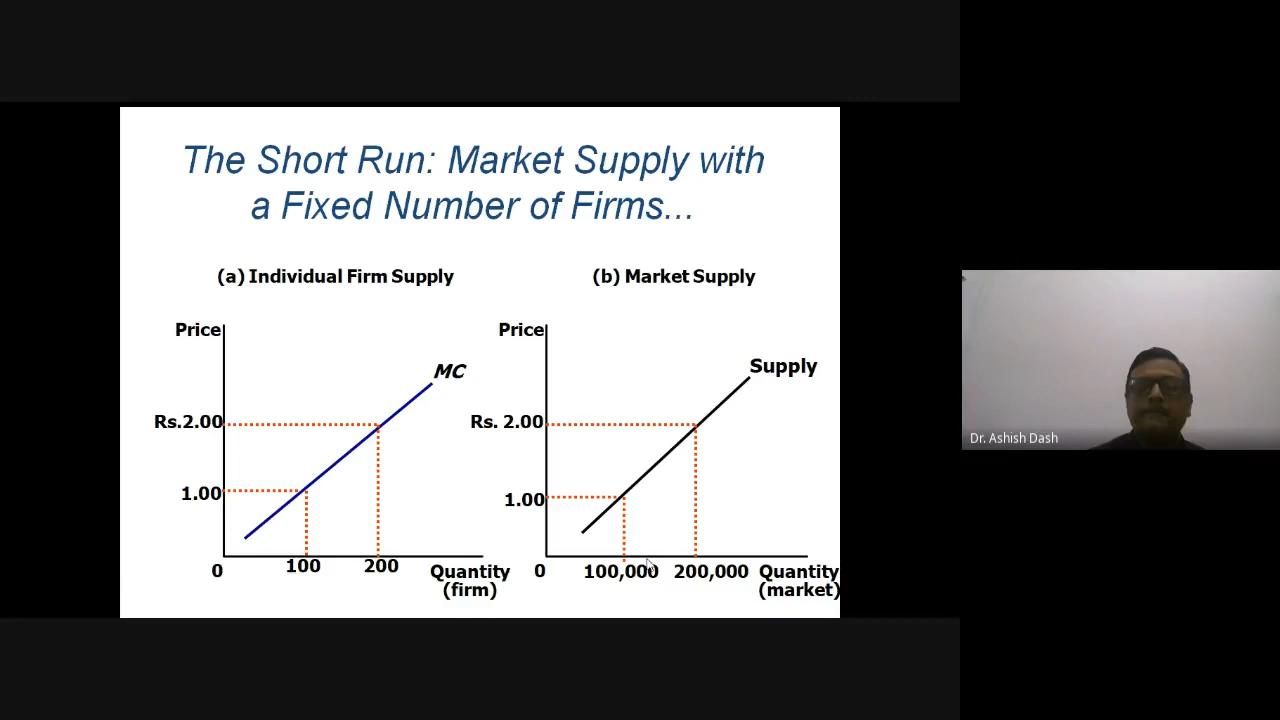 The Short Run: Market Supply with
a Fixed Number of Firms...
(a) Individual Firm Supply
Price
MC
Rs.2.00
1.00
0
100
200
Quantity
(firm)
(b) Market Supply
Price
Supply
Rs. 2.00
1.00
0
100,000
200,000
Quantity
(market)
Dr. Ashish Dash